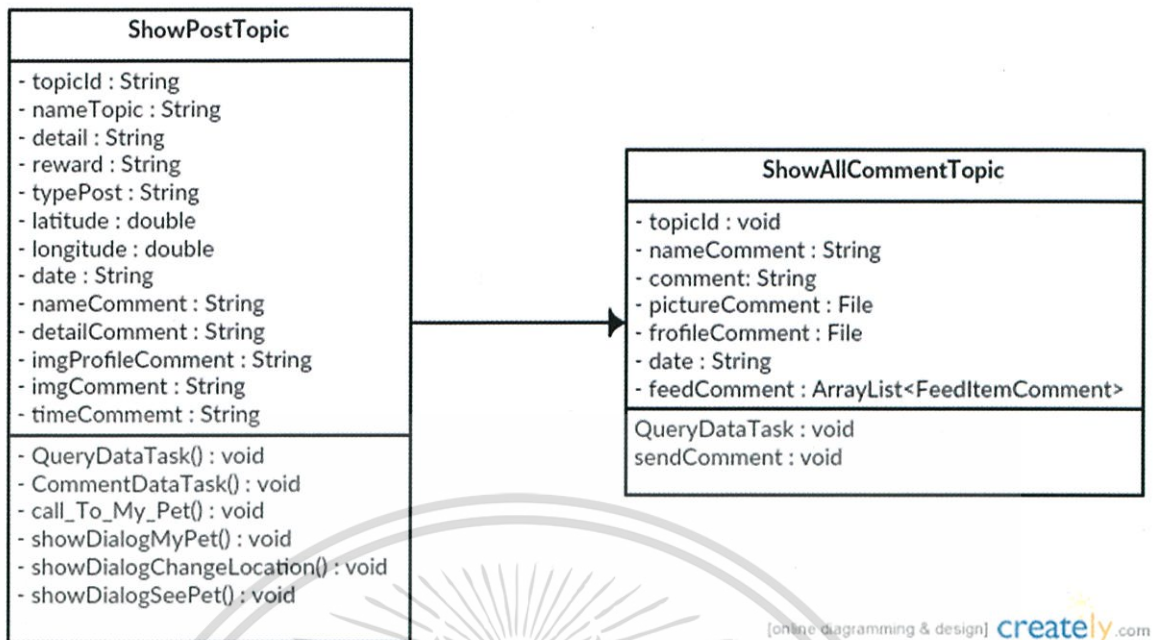 ShowPostTopic
- topicId : String
- nameTopic : String
- detail : String
- reward : String
- typePost : String
- latitude : double
- longitude : double
- date : String
- nameComment : String
- detailComment : String
- imgProfileComment : String
- imgComment : String
- timeCommemt : String
- QueryDataTask() : void
- CommentDataTask() : void
- call_To_My_Pet() : void
- showDialogMyPet() : void
- showDialogChangeLocation() : void
- showDialogSeePet() : void
ShowAllCommentTopic
- topicId : void
- nameComment : String
- comment: String
- pictureComment : File
- frofileComment : File
- date : String
- feedComment : ArrayList<FeedItemComment>
QueryDataTask : void
sendComment : void
[online diagramming & design] creately.com